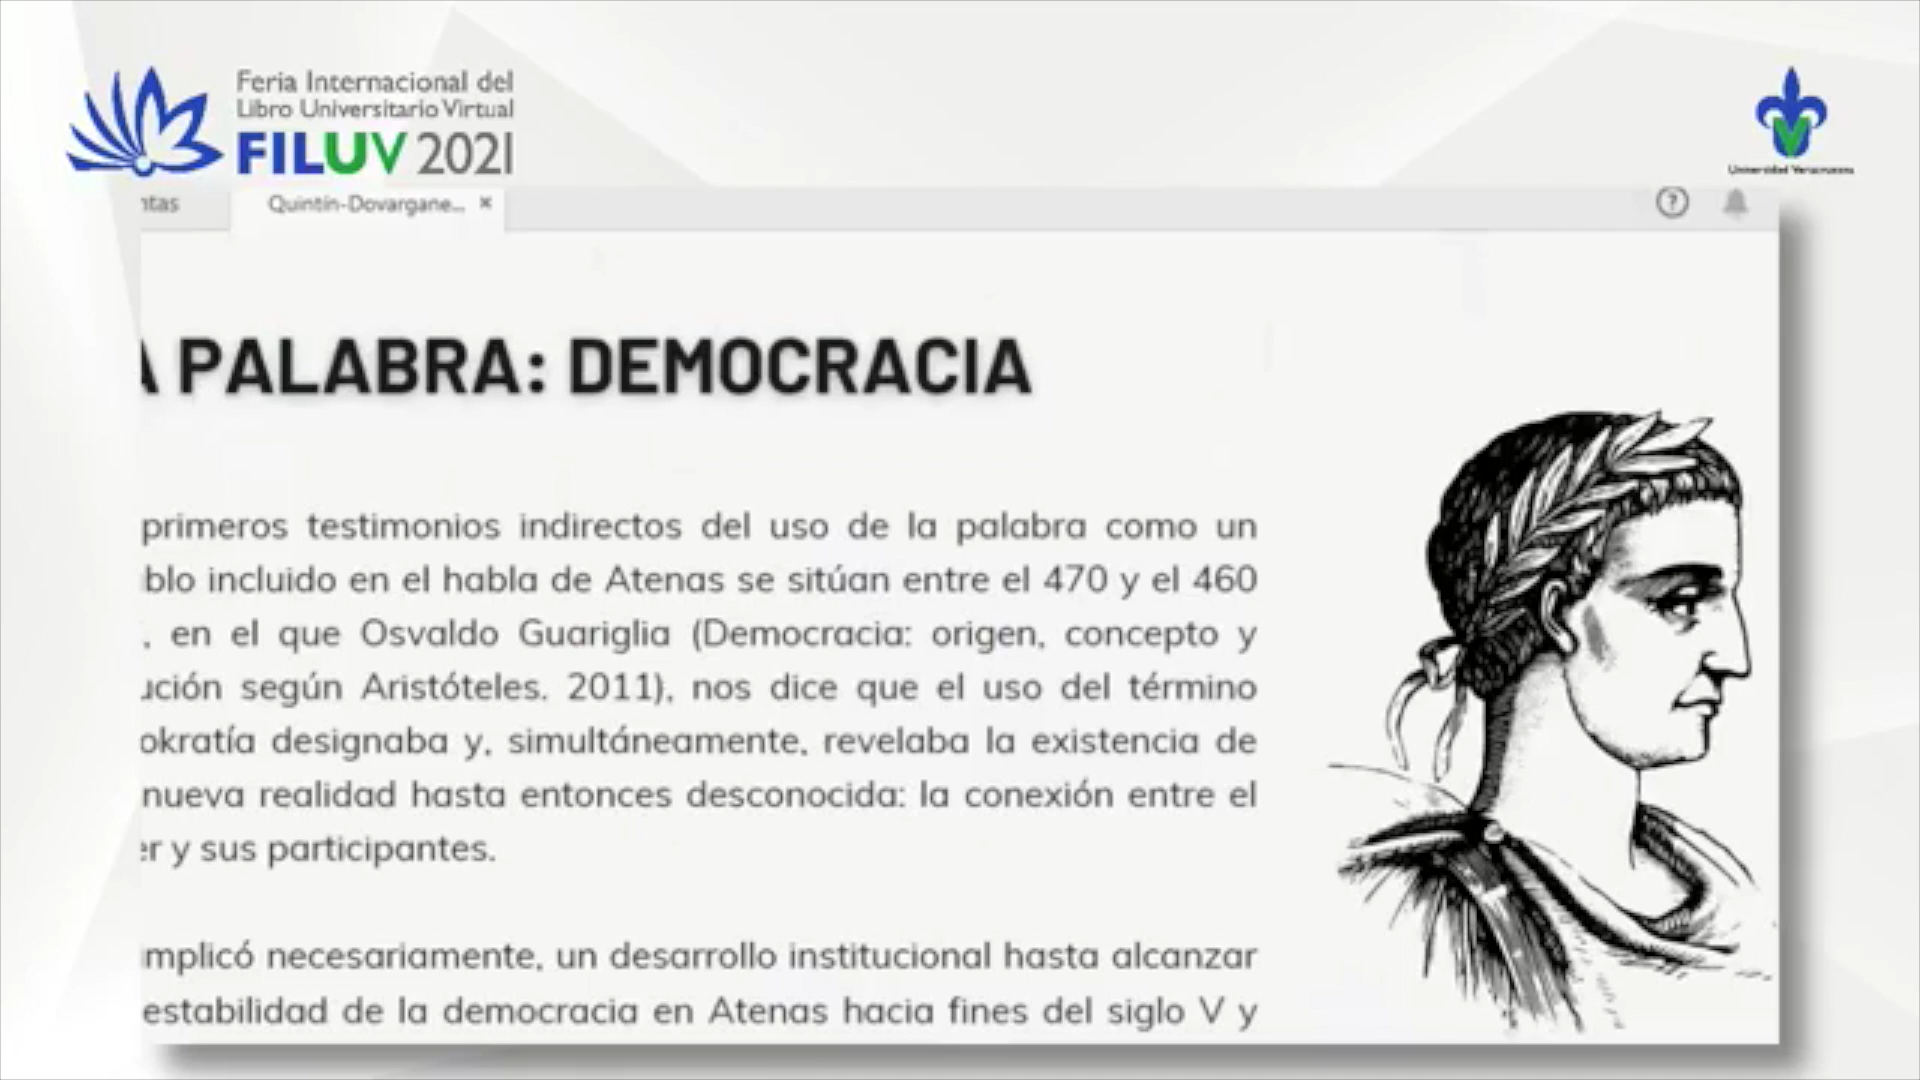 Feria Internacional del
Libro Universitario Virtual
FILUV 2021
Universidad Veracruzana
ntas
Quintín-Dovargane... ×
?
A PALABRA: DEMOCRACIA
primeros testimonios indirectos del uso de la palabra como un
blo incluido en el habla de Atenas se sitúan entre el 470 y el 460
, en el que Osvaldo Guariglia (Democracia: origen, concepto y
ución según Aristóteles. 2011), nos dice que el uso del término
okratía designaba y, simultáneamente, revelaba la existencia de
nueva realidad hasta entonces desconocida: la conexión entre el
er y sus participantes.
implicó necesariamente, un desarrollo institucional hasta alcanzar
estabilidad de la democracia en Atenas hacia fines del siglo V y